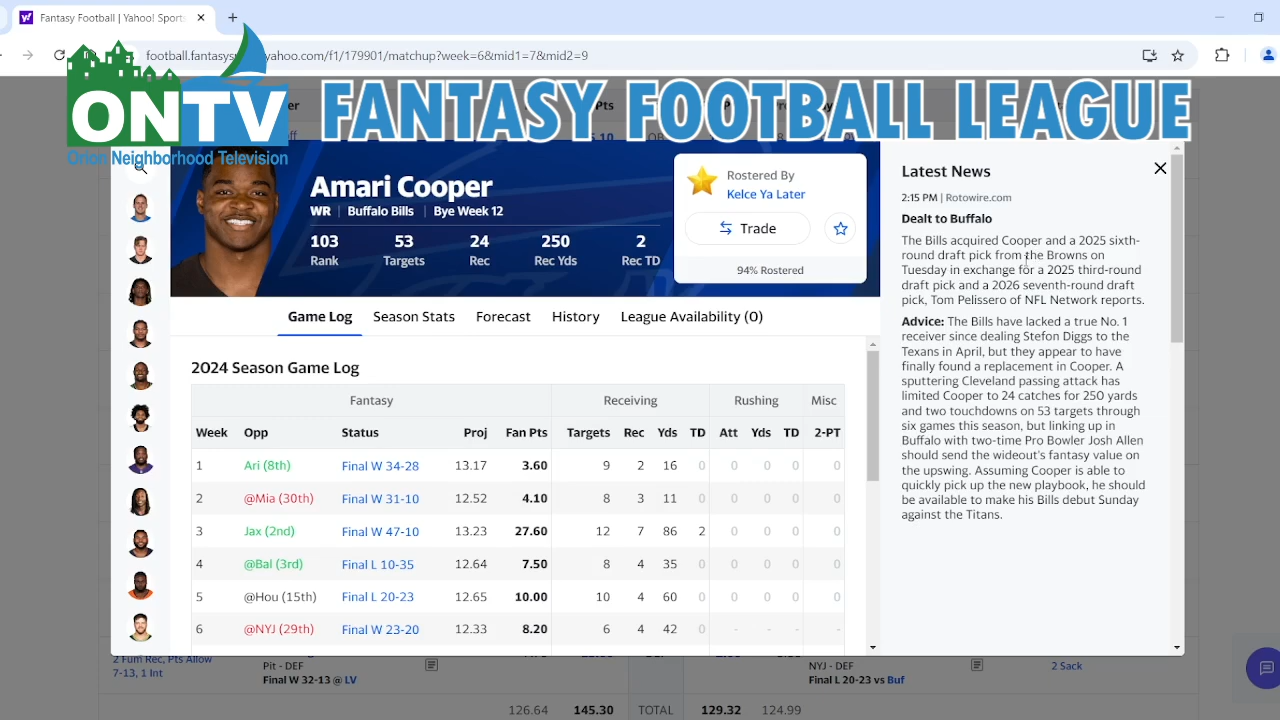 Fantasy Football | Yahoo! Sport
football.fantasysports.yahoo.com/f1/179901/matchup?week=6&mid1=7&mid2=9
ONTV
Orion Neighborhood Television
FANTASY FOOTBALL LEAGUE
Pts
Amari Cooper
WR | Buffalo Bills | Bye Week 12
103 53 24 250 2
Rank Targets Rec Rec Yds Rec TD
Rostered By
Kelce Ya Later
Trade
94% Rostered
Game Log Season Stats Forecast History League Availability (0)
2024 Season Game Log
Fantasy Receiving Rushing Misc
Week Opp Status Proj Fan Pts Targets Rec Yds TD Att Yds TD 2-PT
1 Ari (8th) Final W 34-28 13.17 3.60 9 2 16 0 0 0 0 0
2 @Mia (30th) Final W 31-10 12.52 4.10 8 3 11 0 0 0 0 0
3 Jax (2nd) Final W 47-10 13.23 27.60 12 7 86 2 0 0 0 0
4 @Bal (3rd) Final L 10-35 12.64 7.50 8 4 35 0 0 0 0 0
5 @Hou (15th) Final L 20-23 12.65 10.00 10 4 60 0 0 0 0 0
6 @NYJ (29th) Final W 23-20 12.33 8.20 6 4 42 0 - - - 0
Latest News
2:15 PM | Rotowire.com
Dealt to Buffalo
The Bills acquired Cooper and a 2025 sixth-
round draft pick from the Browns on
Tuesday in exchange for a 2025 third-round
draft pick and a 2026 seventh-round draft
pick, Tom Pelissero of NFL Network reports.
Advice: The Bills have lacked a true No. 1
receiver since dealing Stefon Diggs to the
Texans in April, but they appear to have
finally found a replacement in Cooper. A
sputtering Cleveland passing attack has
limited Cooper to 24 catches for 250 yards
and two touchdowns on 53 targets through
six games this season, but linking up in
Buffalo with two-time Pro Bowler Josh Allen
should send the wideout's fantasy value on
the upswing. Assuming Cooper is able to
quickly pick up the new playbook, he should
be available to make his Bills debut Sunday
against the Titans.
2 Fum Rec, Pts Allow
7-13, 1 Int
Pit - DEF
Final W 32-13 @ LV
NYJ - DEF
Final L 20-23 vs Buf
2 Sack
126.64 145.30 TOTAL 129.32 124.99